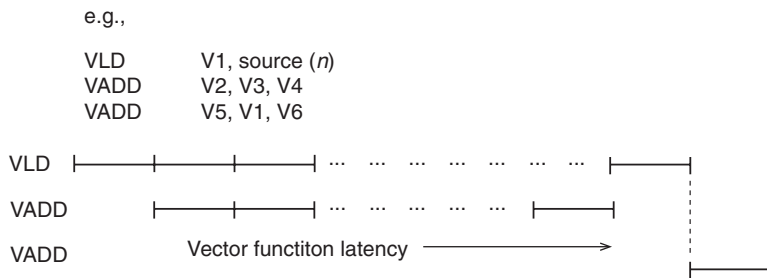 e.g.,
VLD V1, source (n)
VADD V2, V3, V4
VADD V5, V1, V6
VLD ... ... ... ... ... ... ...
VADD ... ... ... ... ...
VADD Vector functiton latency